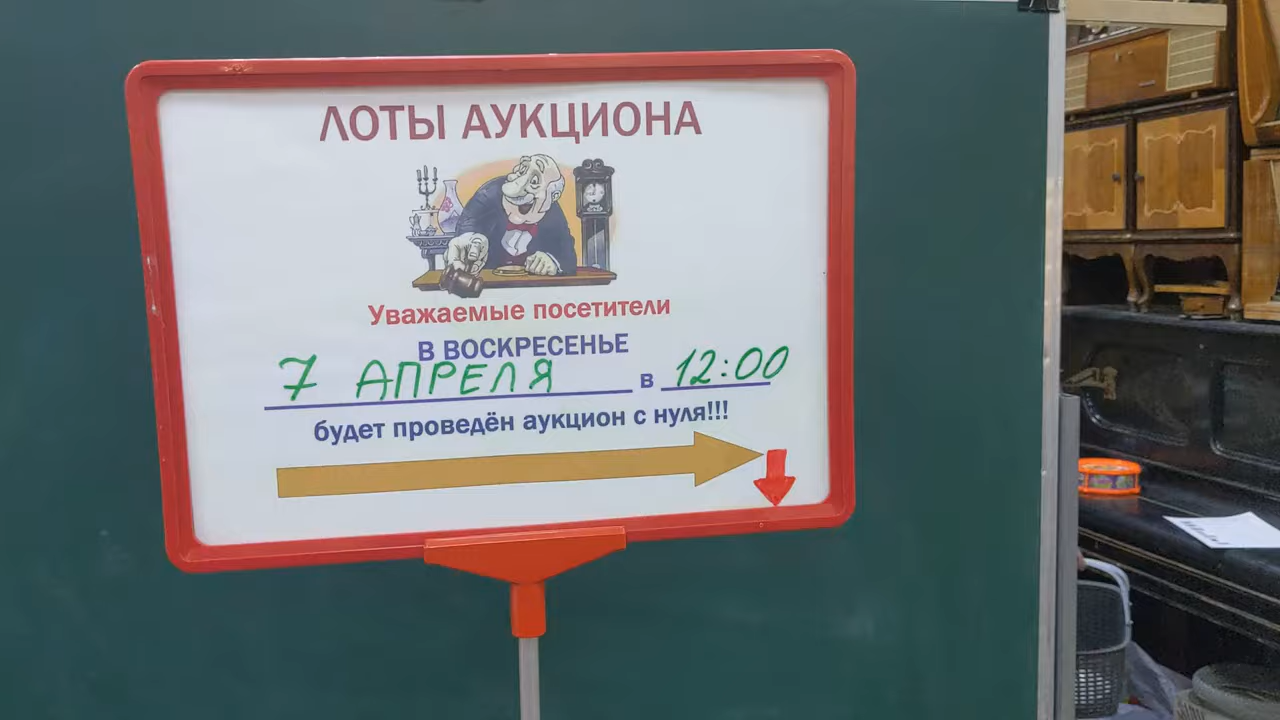 ЛОТЫ АУКЦИОНА
Уважаемые посетители
В ВОСКРЕСЕНЬЕ
7 АПРЕЛЯ в 12:00
будет проведён аукцион с нуля!!!